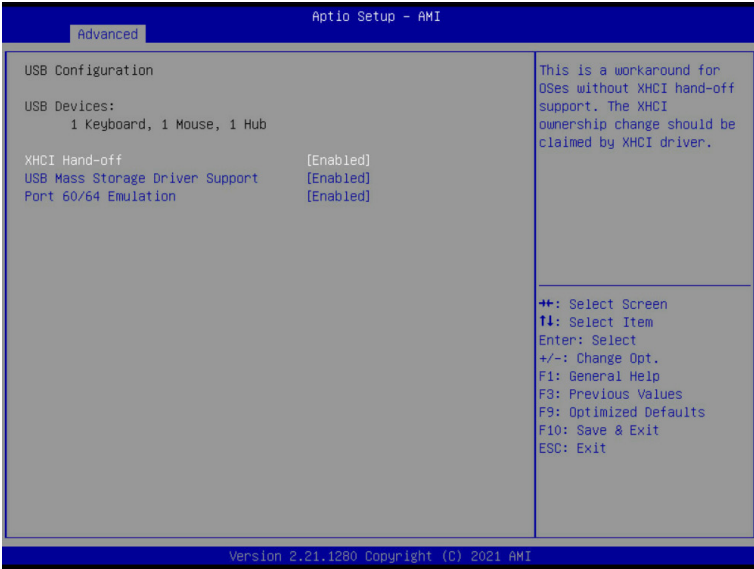 Aptio Setup – AMI
Advanced
USB Configuration
USB Devices:
1 Keyboard, 1 Mouse, 1 Hub
XHCI Hand-off [Enabled]
USB Mass Storage Driver Support [Enabled]
Port 60/64 Emulation [Enabled]
This is a workaround for
OSes without XHCI hand-off
support. The XHCI
ownership change should be
claimed by XHCI driver.
→←: Select Screen
↑↓: Select Item
Enter: Select
+/-: Change Opt.
F1: General Help
F3: Previous Values
F9: Optimized Defaults
F10: Save & Exit
ESC: Exit
Version 2.21.1280 Copyright (C) 2021 AMI